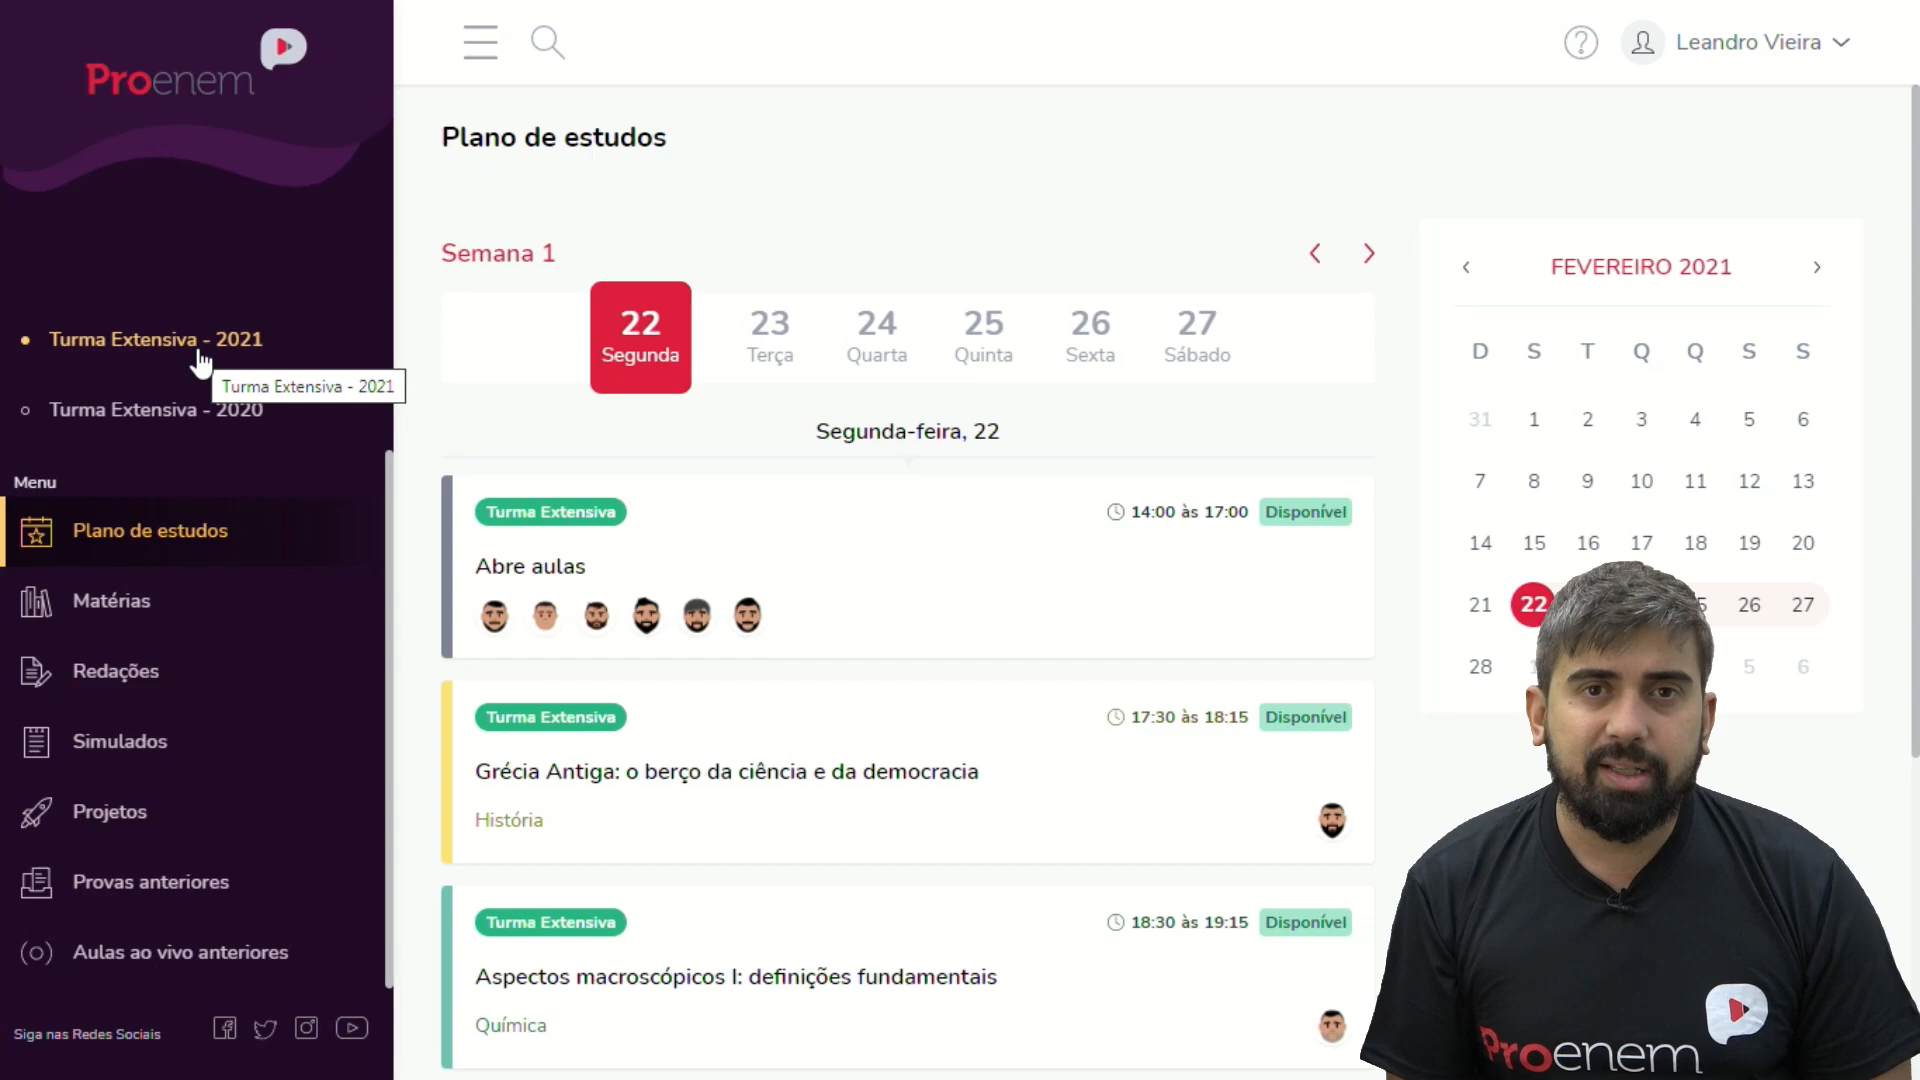 Proenem
Leandro Vieira
Plano de estudos
Semana 1
22 Segunda
23 Terça
24 Quarta
25 Quinta
26 Sexta
27 Sábado
Segunda-feira, 22
Turma Extensiva
14:00 às 17:00
Disponível
Abre aulas
Turma Extensiva
17:30 às 18:15
Disponível
Grécia Antiga: o berço da ciência e da democracia
História
Turma Extensiva
18:30 às 19:15
Disponível
Aspectos macroscópicos I: definições fundamentais
Química
FEVEREIRO 2021
D S T Q Q S S
31 1 2 3 4 5 6
7 8 9 10 11 12 13
14 15 16 17 18 19 20
21 22 26 27
28 5 6
Turma Extensiva - 2021
Turma Extensiva - 2021
Turma Extensiva - 2020
Menu
Plano de estudos
Matérias
Redações
Simulados
Projetos
Provas anteriores
Aulas ao vivo anteriores
Siga nas Redes Sociais
Proenem